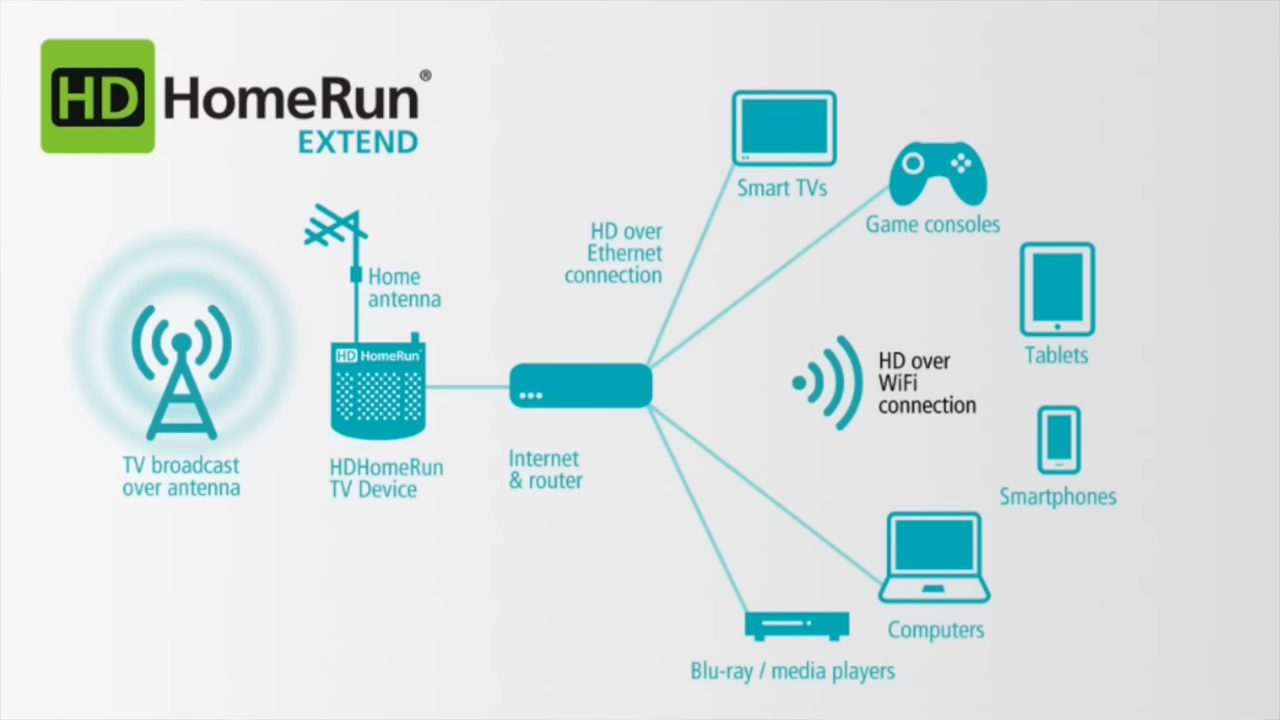 HD HomeRun®
EXTEND
Smart TVs
Game consoles
HD over
Ethernet
connection
Home
antenna
Tablets
HD HomeRun
HD over
WiFi
connection
TV broadcast
over antenna
HDHomeRun
TV Device
Internet
& router
Smartphones
Computers
Blu-ray / media players